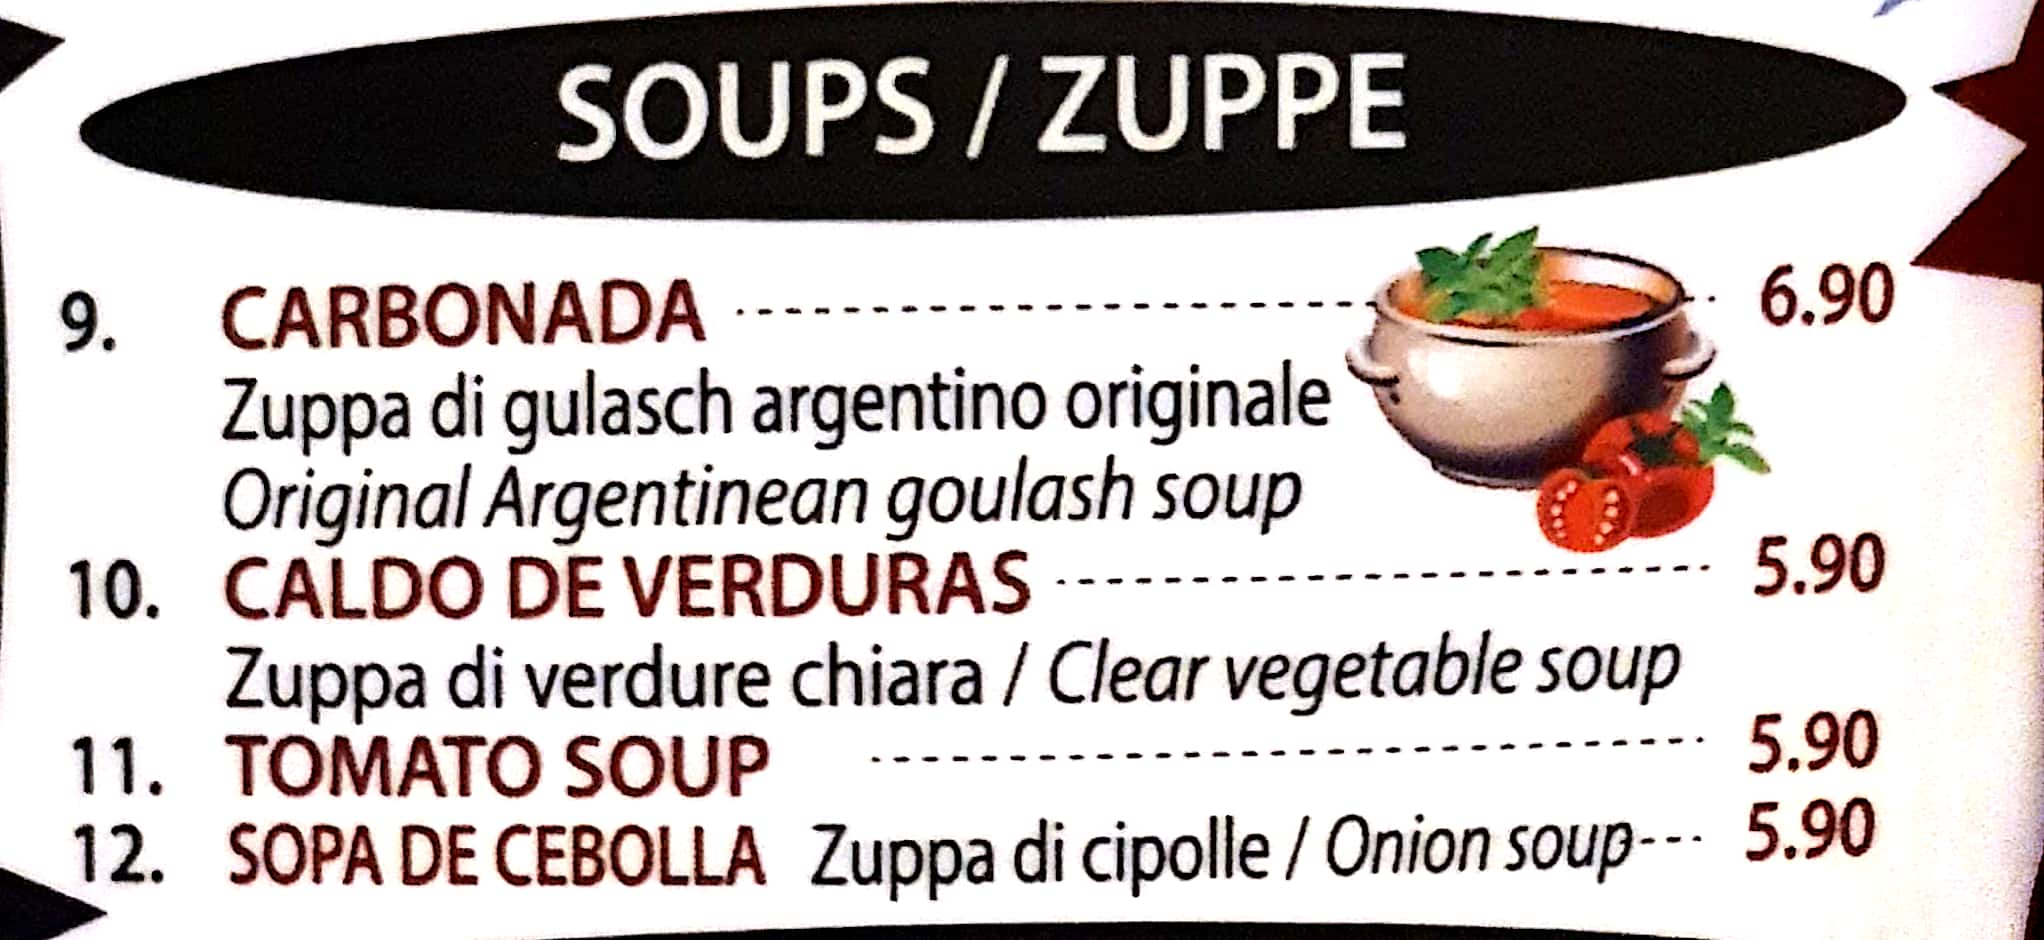 SOUPS / ZUPPE
9. CARBONADA 6.90
Zuppa di gulasch argentino originale
Original Argentinean goulash soup
10. CALDO DE VERDURAS 5.90
Zuppa di verdure chiara / Clear vegetable soup
11. TOMATO SOUP 5.90
12. SOPA DE CEBOLLA Zuppa di cipolle / Onion soup--- 5.90